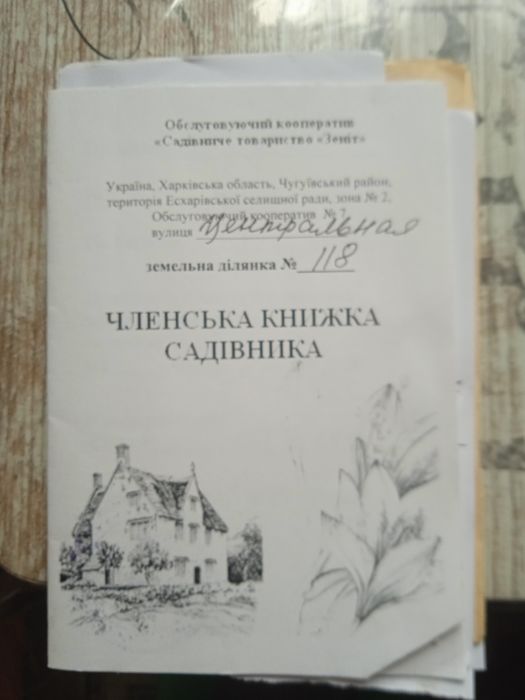 Обслуговуючий кооператив
«Садівниче товариство «Зеніт»
Україна, Харківська область, Чугуївський район,
територія Есхарівської селищної ради, зона № 2,
Обслуговуючий кооператив № 7
вулиця Центральная
земельна ділянка № 118
ЧЛЕНСЬКА КНИЖКА
САДІВНИКА